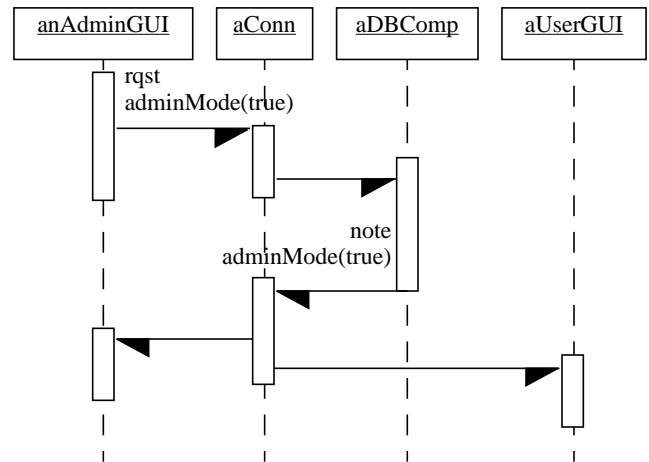 anAdminGUI
aConn
aDBComp
aUserGUI
rqst
adminMode(true)
note
adminMode(true)